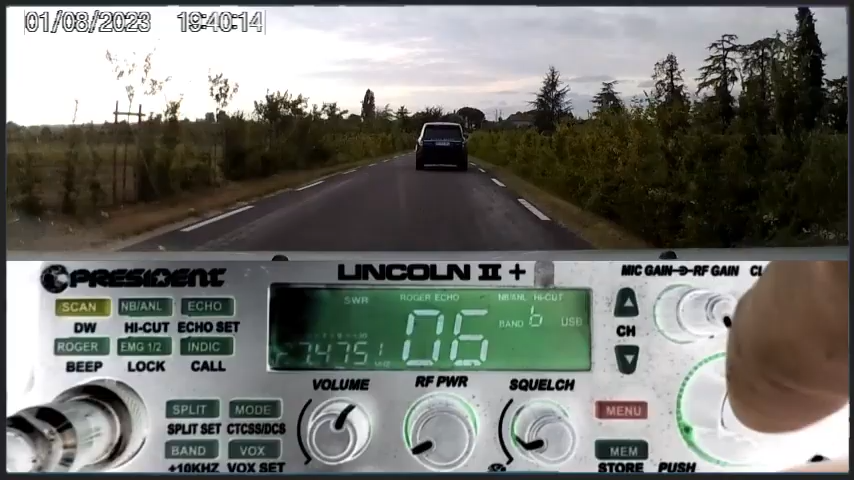 01/08/2023 19:40:14
PRESIDENT
LINCOLN II +
MIC GAIN RF GAIN
SCAN NB/ANL ECHO
DW HI-CUT ECHO SET
ROGER EMG 1/2 INDIC
BEEP LOCK CALL
SWR ROGER ECHO NB/ANL HI-CUT
06 BAND b USB
27.4751
CH
VOLUME RF PWR SQUELCH
SPLIT MODE
SPLIT SET CTCSS/DCS
BAND VOX
+10KHZ VOX SET
MENU
MEM
STORE PUSH